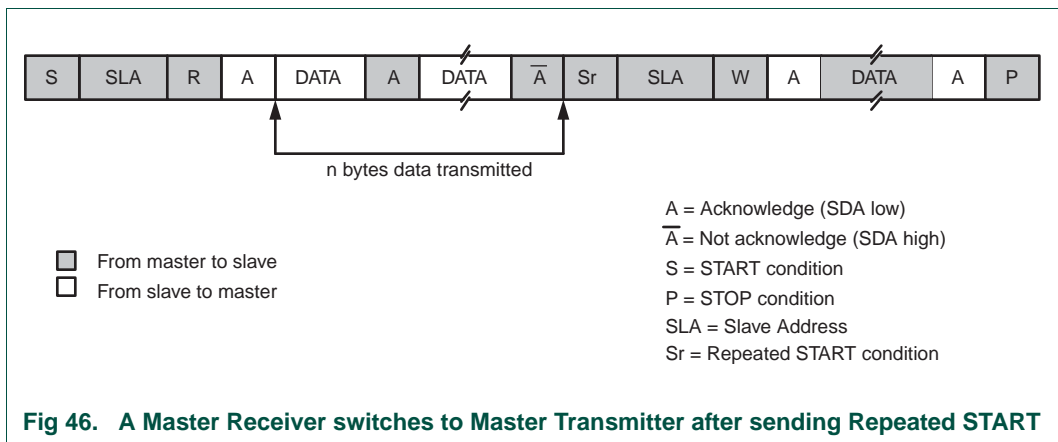 S SLA R A DATA A DATA A̅ Sr SLA W A DATA A P
n bytes data transmitted
From master to slave
From slave to master
A = Acknowledge (SDA low)
A̅ = Not acknowledge (SDA high)
S = START condition
P = STOP condition
SLA = Slave Address
Sr = Repeated START condition
Fig 46. A Master Receiver switches to Master Transmitter after sending Repeated START